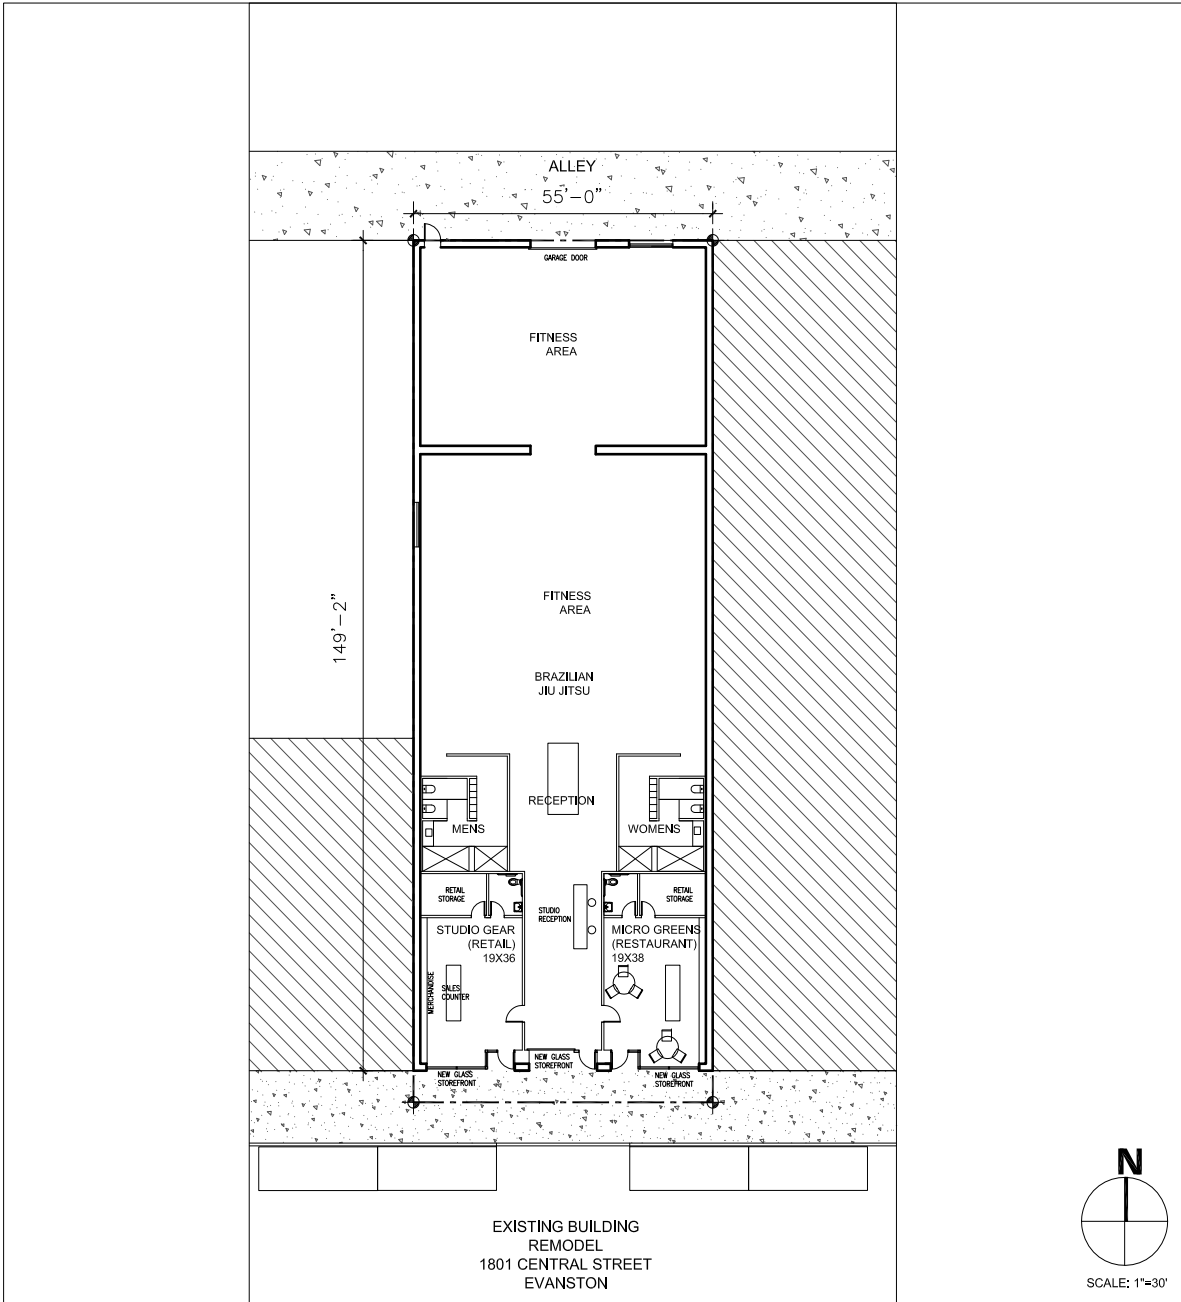 ALLEY
55'-0"
GARAGE DOOR
FITNESS
AREA
149'-2"
FITNESS
AREA
BRAZILIAN
JIU JITSU
RECEPTION
MENS
WOMENS
RETAIL
STORAGE
STUDIO
RECEPTION
RETAIL
STORAGE
STUDIO GEAR
(RETAIL)
19X36
MICRO GREENS
(RESTAURANT)
19X38
MERCHANDISE
SALES
COUNTER
NEW GLASS
STOREFRONT
NEW GLASS
STOREFRONT
NEW GLASS
STOREFRONT
EXISTING BUILDING
REMODEL
1801 CENTRAL STREET
EVANSTON
N
SCALE: 1"=30'